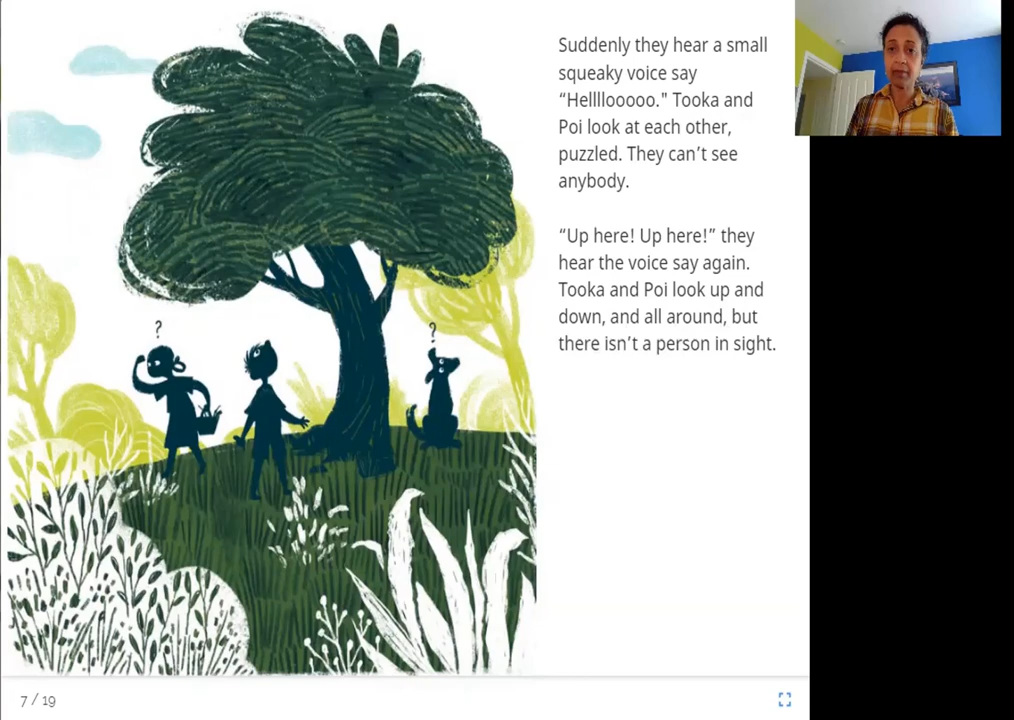 Suddenly they hear a small
squeaky voice say
“Hellllooooo." Tooka and
Poi look at each other,
puzzled. They can’t see
anybody.
“Up here! Up here!” they
hear the voice say again.
Tooka and Poi look up and
down, and all around, but
there isn’t a person in sight.
?
?
7 / 19